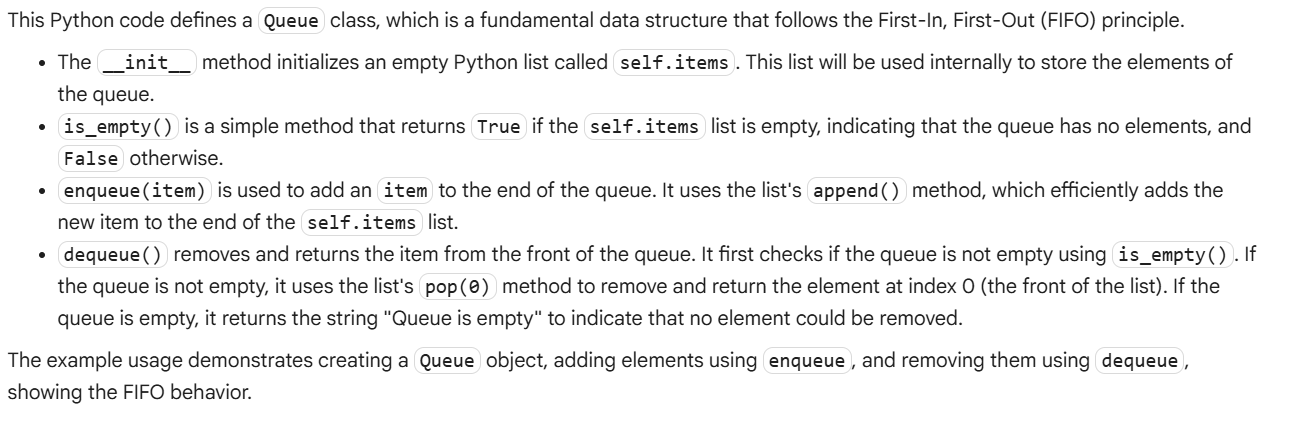 This Python code defines a Queue class, which is a fundamental data structure that follows the First-In, First-Out (FIFO) principle.
• The __init__ method initializes an empty Python list called self.items. This list will be used internally to store the elements of
the queue.
• is_empty() is a simple method that returns True if the self.items list is empty, indicating that the queue has no elements, and
False otherwise.
• enqueue(item) is used to add an item to the end of the queue. It uses the list's append() method, which efficiently adds the
new item to the end of the self.items list.
• dequeue() removes and returns the item from the front of the queue. It first checks if the queue is not empty using is_empty(). If
the queue is not empty, it uses the list's pop(0) method to remove and return the element at index 0 (the front of the list). If the
queue is empty, it returns the string "Queue is empty" to indicate that no element could be removed.
The example usage demonstrates creating a Queue object, adding elements using enqueue, and removing them using dequeue,
showing the FIFO behavior.